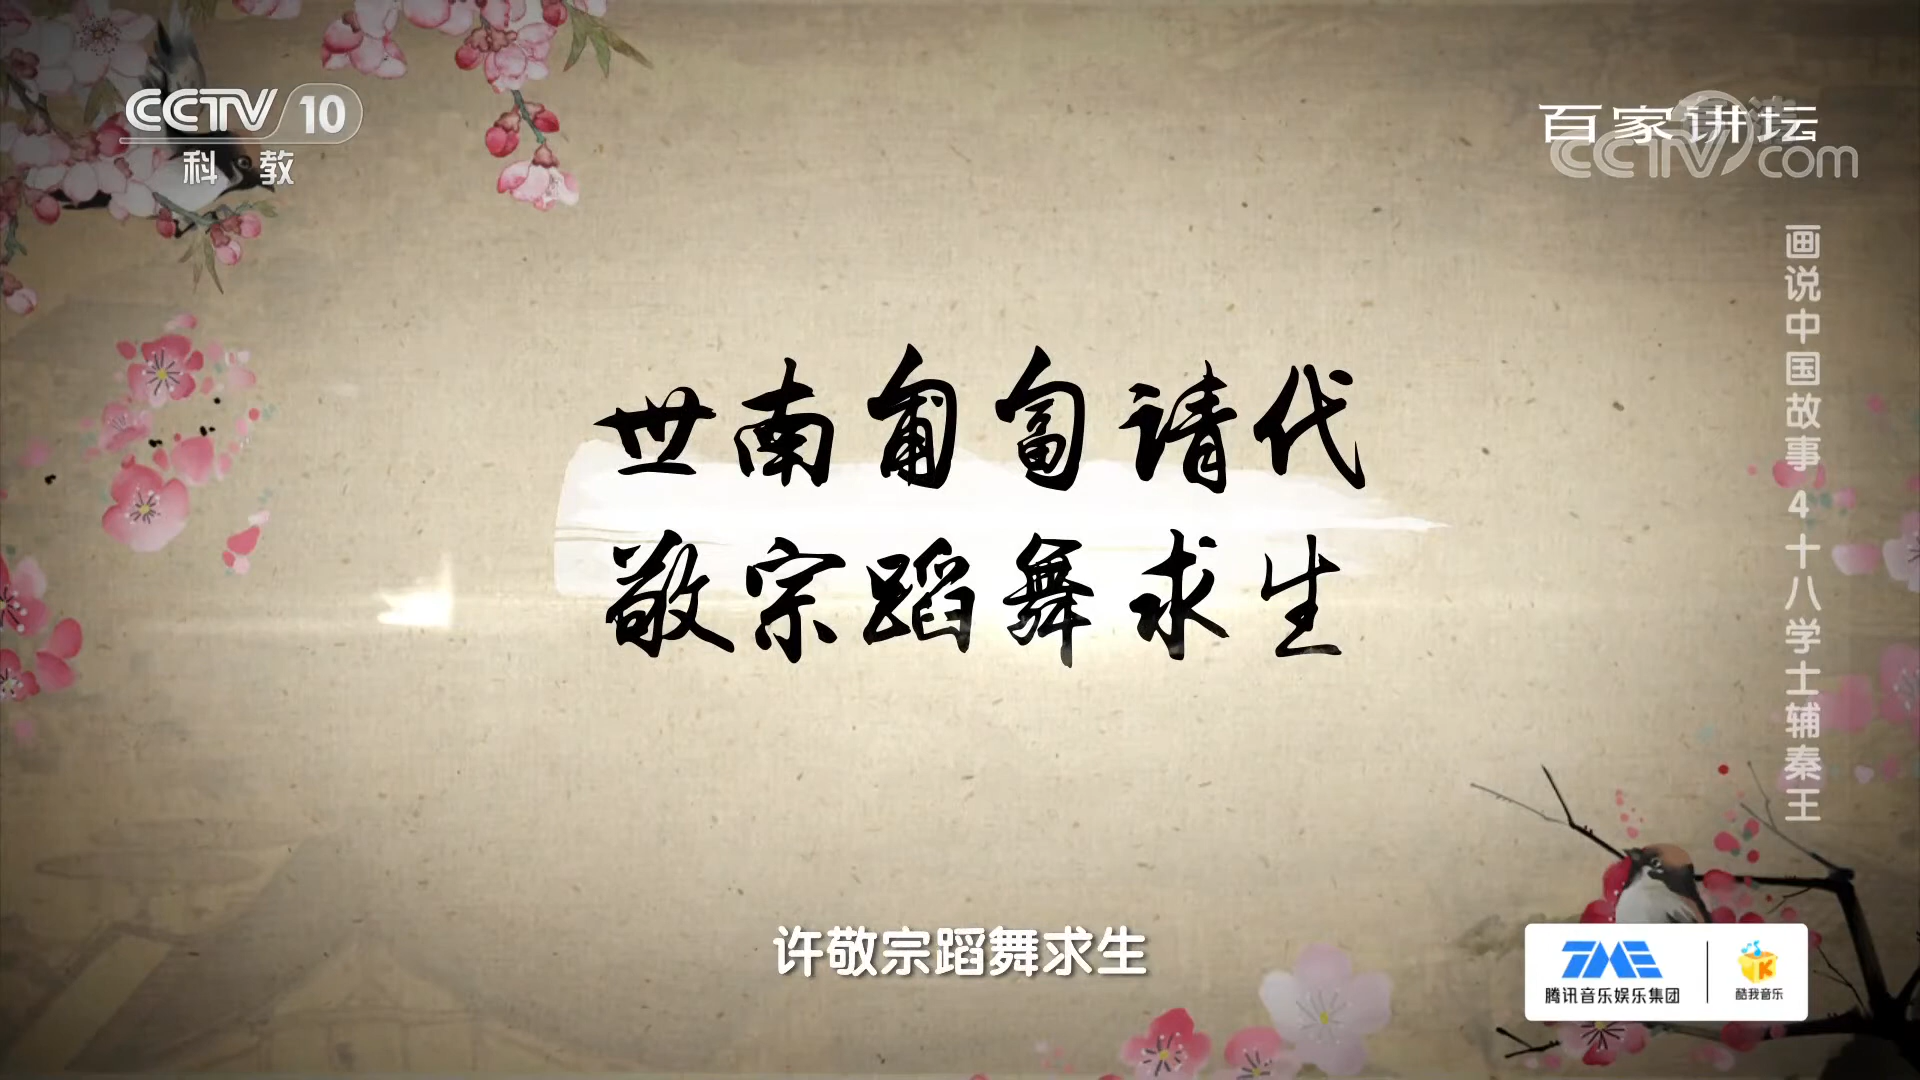 CCTV 10
科教
百家讲坛
CCTV com
画说中国故事 4 十八学士辅秦王
世南匍匐请代
敬宗蹈舞求生
许敬宗蹈舞求生
TME
腾讯音乐娱乐集团
K
酷我音乐